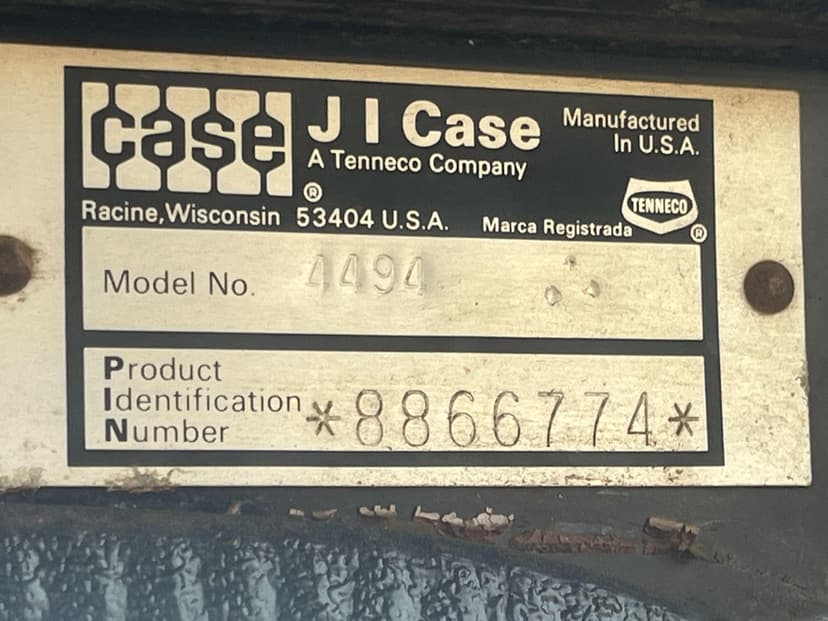 case
J I Case
A Tenneco Company
®
Manufactured
In U.S.A.
TENNECO
®
Racine, Wisconsin 53404 U.S.A.
Marca Registrada
Model No. 4494
Product
Identification
Number
*8866774*